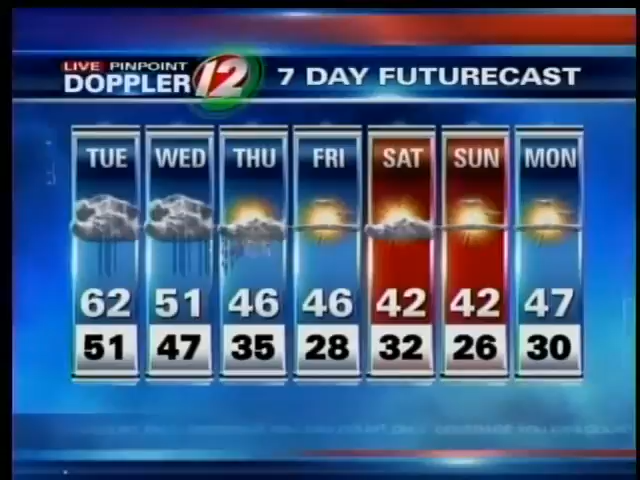 LIVE PINPOINT
DOPPLER 12 7 DAY FUTURECAST
TUE WED THU FRI SAT SUN MON
62 51 46 46 42 42 47
51 47 35 28 32 26 30